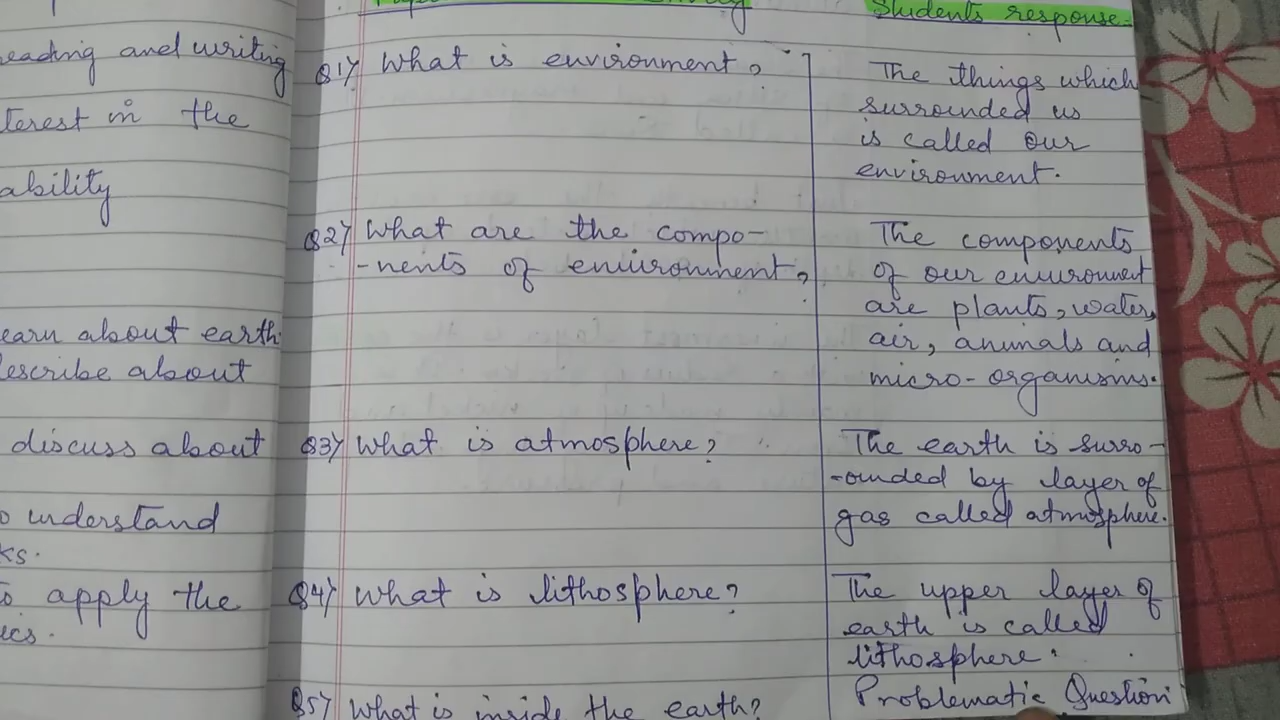 Students response.
eading and writing
terest in the
ability
earn about earth
escribe about
discuss about
o understand
ks.
to apply the
ics.
Q1) What is environment?
The things which
surrounded us
is called our
environment.
Q2) What are the compo-
-nents of environment?
The components
of our environment
are plants, water,
air, animals and
micro-organisms.
Q3) What is atmosphere?
The earth is surro-
-ounded by layer of
gas called atmosphere.
Q4) What is lithosphere?
The upper layer of
earth is called
lithosphere.
Q5) What is inside the earth?
Problematic Question